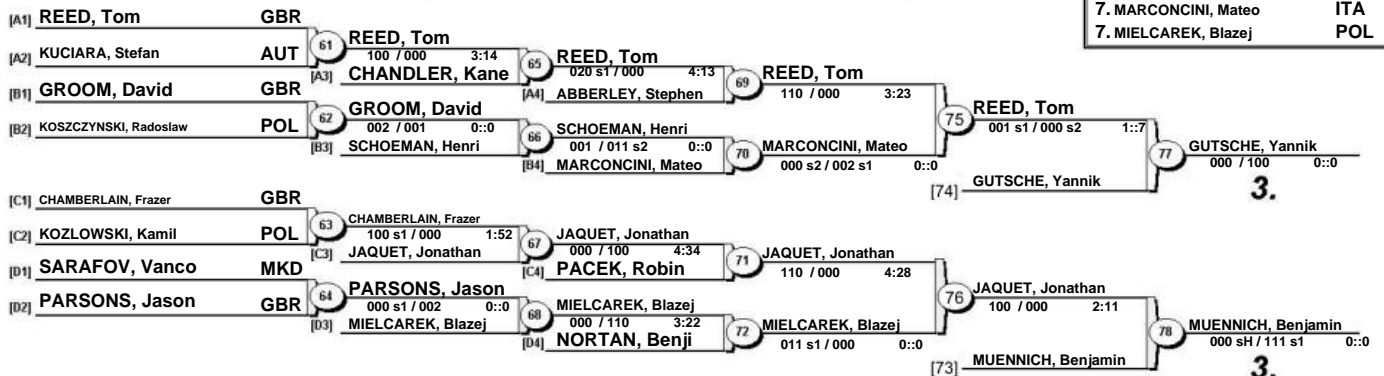 7. MARCONCINI, Mateo ITA
7. MIELCAREK, Blazej POL
[A1] REED, Tom GBR
[A2] KUCIARA, Stefan AUT
61
REED, Tom
100 / 000 3:14
[A3] CHANDLER, Kane
65
REED, Tom
020 s1 / 000 4:13
[A4] ABBERLEY, Stephen
69
REED, Tom
110 / 000 3:23
[B1] GROOM, David GBR
[B2] KOSZCZYNSKI, Radoslaw POL
62
GROOM, David
002 / 001 0::0
[B3] SCHOEMAN, Henri
66
SCHOEMAN, Henri
001 / 011 s2 0::0
[B4] MARCONCINI, Mateo
70
MARCONCINI, Mateo
000 s2 / 002 s1 0::0
75
REED, Tom
001 s1 / 000 s2 1::7
[74] GUTSCHE, Yannik
77
GUTSCHE, Yannik
000 / 100 0::0
3.
[C1] CHAMBERLAIN, Frazer GBR
[C2] KOZLOWSKI, Kamil POL
63
CHAMBERLAIN, Frazer
100 s1 / 000 1:52
[C3] JAQUET, Jonathan
67
JAQUET, Jonathan
000 / 100 4:34
[C4] PACEK, Robin
71
JAQUET, Jonathan
110 / 000 4:28
[D1] SARAFOV, Vanco MKD
[D2] PARSONS, Jason GBR
64
PARSONS, Jason
000 s1 / 002 0::0
[D3] MIELCAREK, Blazej
68
MIELCAREK, Blazej
000 / 110 3:22
[D4] NORTAN, Benji
72
MIELCAREK, Blazej
011 s1 / 000 0::0
76
JAQUET, Jonathan
100 / 000 2:11
[73] MUENNICH, Benjamin
78
MUENNICH, Benjamin
000 sH / 111 s1 0::0
3.